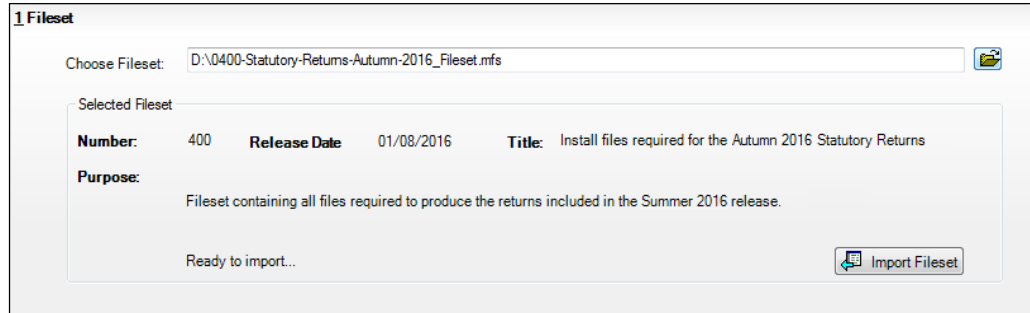 1 Fileset
Choose Fileset: D:\0400-Statutory-Returns-Autumn-2016_Fileset.mfs
Selected Fileset
Number: 400 Release Date 01/08/2016 Title: Install files required for the Autumn 2016 Statutory Returns
Purpose:
Fileset containing all files required to produce the returns included in the Summer 2016 release.
Ready to import... Import Fileset